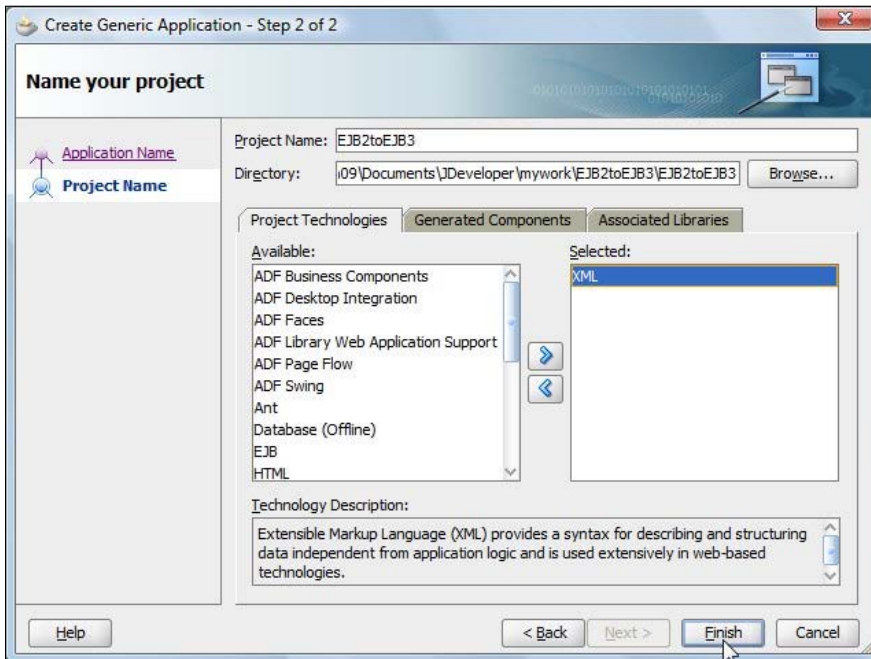 Create Generic Application - Step 2 of 2
Name your project
Application Name
Project Name
Project Name: EJB2toEJB3
Directory: 09\Documents\JDeveloper\mywork\EJB2toEJB3\EJB2toEJB3 Browse...
Project Technologies Generated Components Associated Libraries
Available:
ADF Business Components
ADF Desktop Integration
ADF Faces
ADF Library Web Application Support
ADF Page Flow
ADF Swing
Ant
Database (Offline)
EJB
HTML
Selected:
XML
Technology Description:
Extensible Markup Language (XML) provides a syntax for describing and structuring
data independent from application logic and is used extensively in web-based
technologies.
Help < Back Next > Finish Cancel